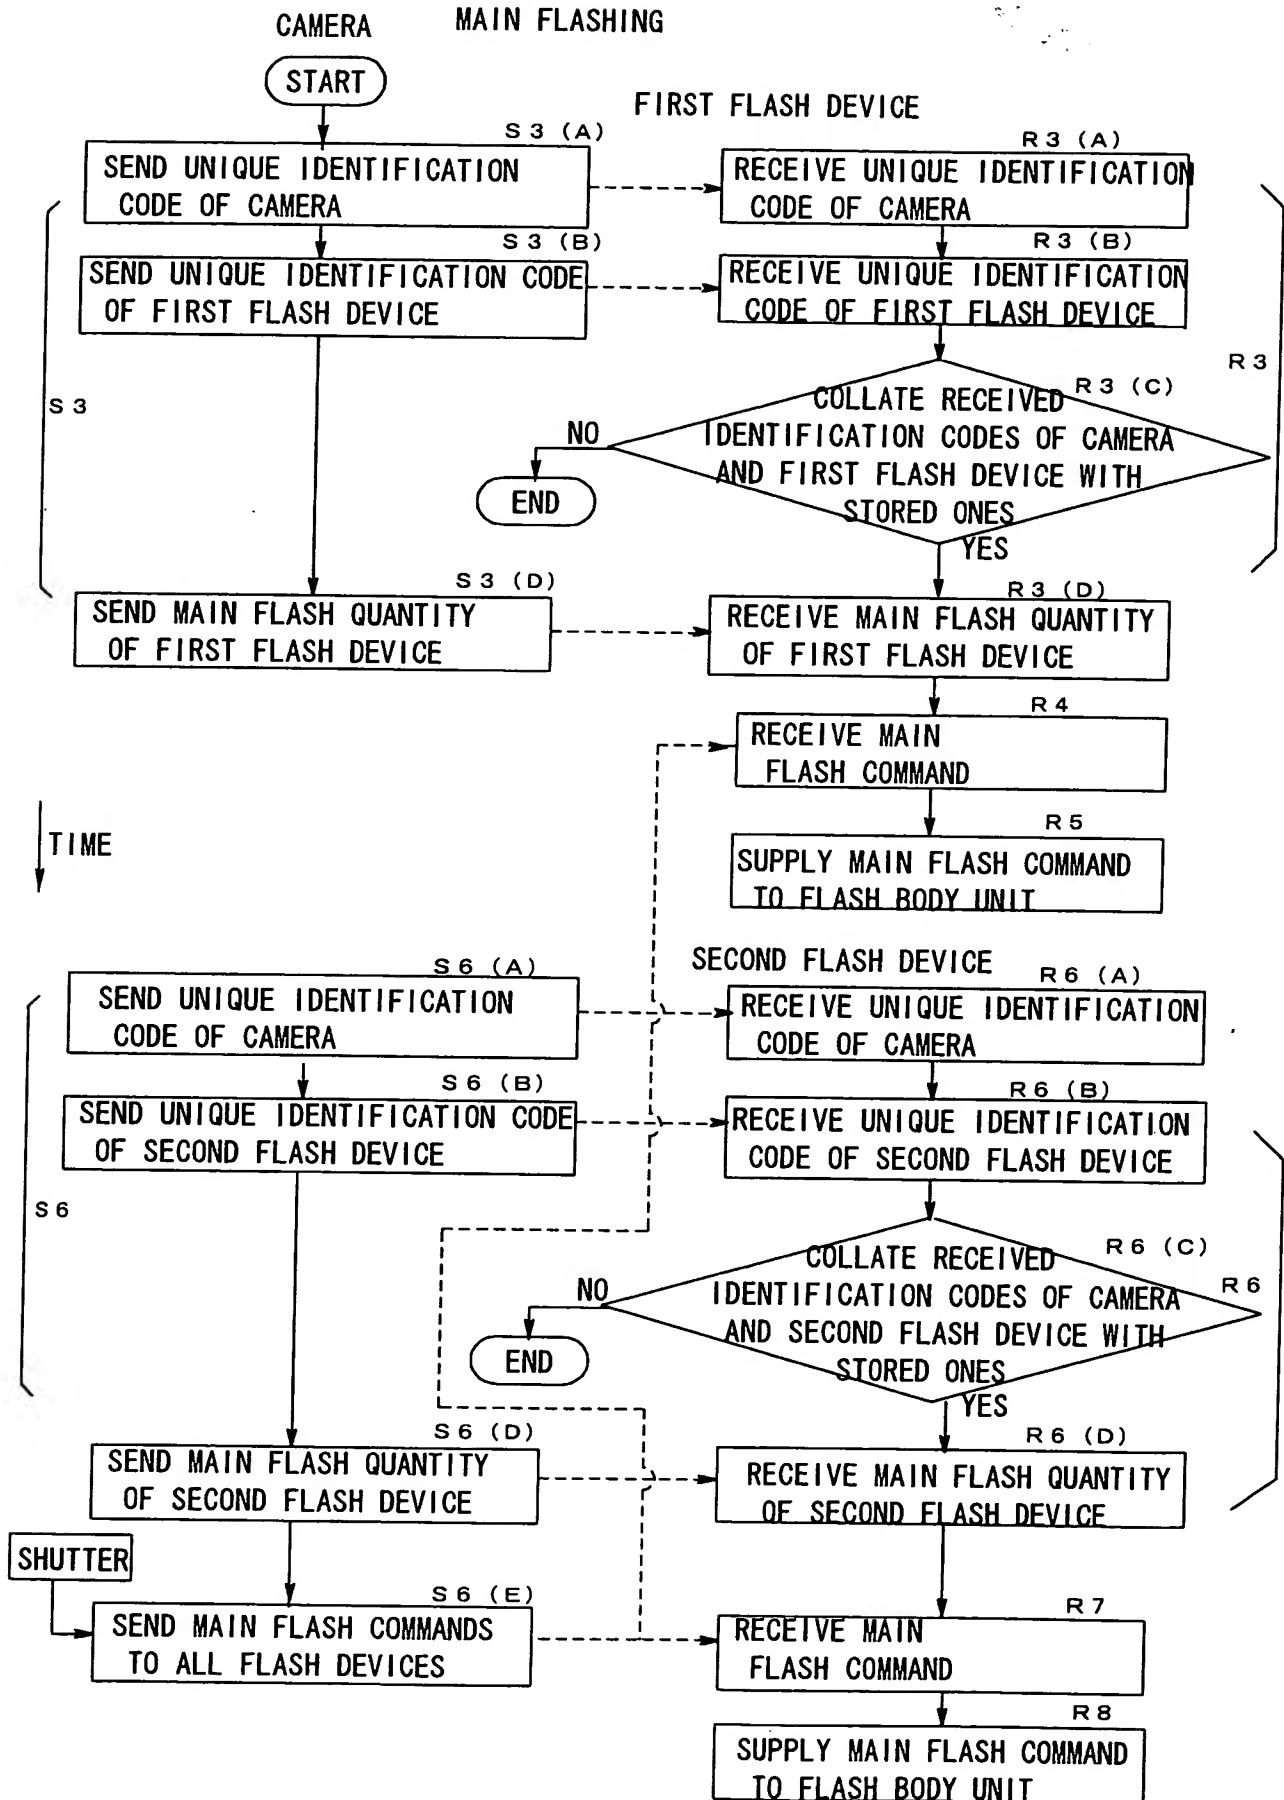 CAMERA
MAIN FLASHING
START
FIRST FLASH DEVICE
S3 (A)
SEND UNIQUE IDENTIFICATION
CODE OF CAMERA
R3 (A)
RECEIVE UNIQUE IDENTIFICATION
CODE OF CAMERA
S3 (B)
SEND UNIQUE IDENTIFICATION CODE
OF FIRST FLASH DEVICE
R3 (B)
RECEIVE UNIQUE IDENTIFICATION
CODE OF FIRST FLASH DEVICE
S3
R3
R3 (C)
COLLATE RECEIVED
IDENTIFICATION CODES OF CAMERA
AND FIRST FLASH DEVICE WITH
STORED ONES
NO
END
YES
S3 (D)
SEND MAIN FLASH QUANTITY
OF FIRST FLASH DEVICE
R3 (D)
RECEIVE MAIN FLASH QUANTITY
OF FIRST FLASH DEVICE
R4
RECEIVE MAIN
FLASH COMMAND
TIME
R5
SUPPLY MAIN FLASH COMMAND
TO FLASH BODY UNIT
SECOND FLASH DEVICE
S6 (A)
SEND UNIQUE IDENTIFICATION
CODE OF CAMERA
R6 (A)
RECEIVE UNIQUE IDENTIFICATION
CODE OF CAMERA
S6 (B)
SEND UNIQUE IDENTIFICATION CODE
OF SECOND FLASH DEVICE
R6 (B)
RECEIVE UNIQUE IDENTIFICATION
CODE OF SECOND FLASH DEVICE
S6
R6 (C)
R6
COLLATE RECEIVED
IDENTIFICATION CODES OF CAMERA
AND SECOND FLASH DEVICE WITH
STORED ONES
NO
END
YES
S6 (D)
SEND MAIN FLASH QUANTITY
OF SECOND FLASH DEVICE
R6 (D)
RECEIVE MAIN FLASH QUANTITY
OF SECOND FLASH DEVICE
SHUTTER
S6 (E)
SEND MAIN FLASH COMMANDS
TO ALL FLASH DEVICES
R7
RECEIVE MAIN
FLASH COMMAND
R8
SUPPLY MAIN FLASH COMMAND
TO FLASH BODY UNIT